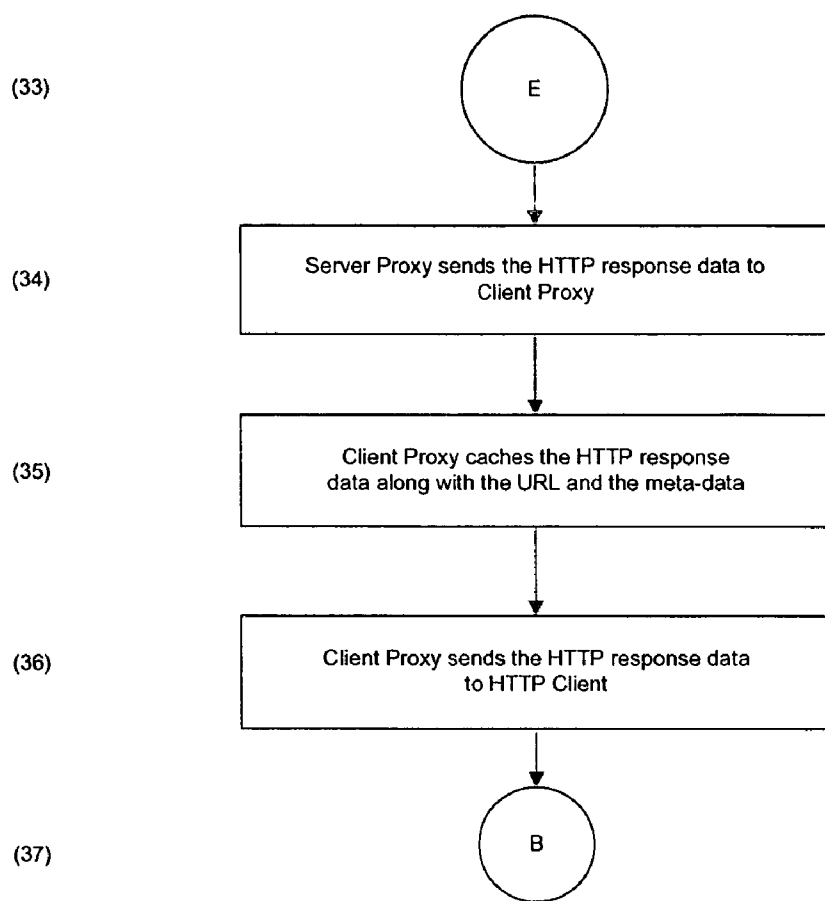 (33)
E
(34)
Server Proxy sends the HTTP response data to
Client Proxy
(35)
Client Proxy caches the HTTP response
data along with the URL and the meta-data
(36)
Client Proxy sends the HTTP response data
to HTTP Client
(37)
B